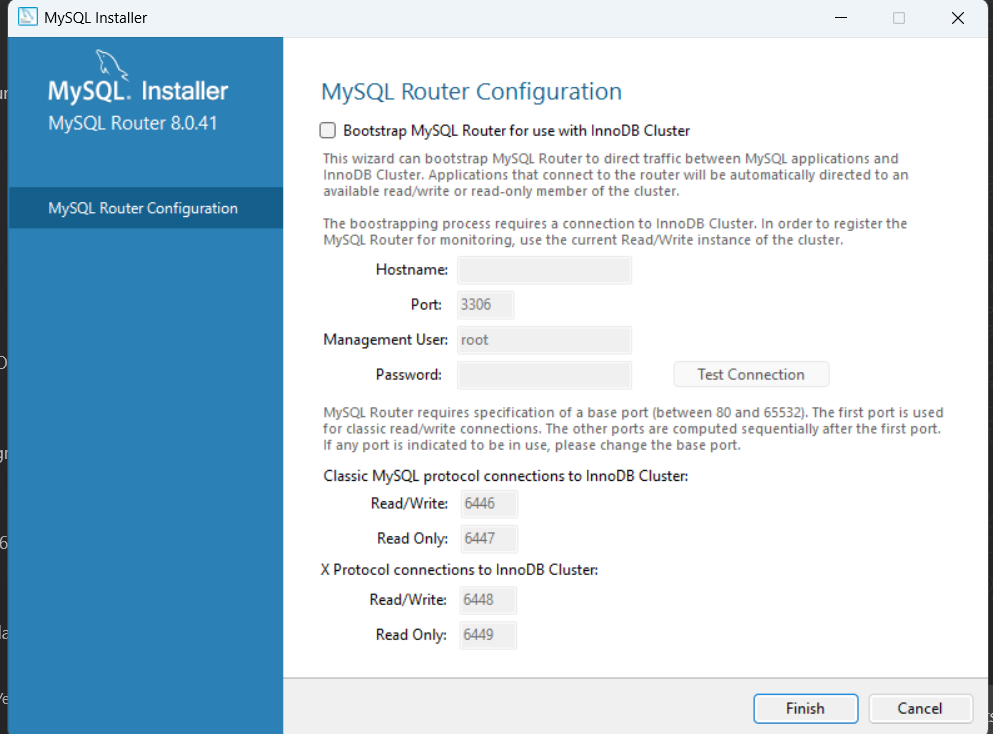 MySQL Installer
MySQL. Installer
MySQL Router 8.0.41
MySQL Router Configuration
MySQL Router Configuration
Bootstrap MySQL Router for use with InnoDB Cluster
This wizard can bootstrap MySQL Router to direct traffic between MySQL applications and
InnoDB Cluster. Applications that connect to the router will be automatically directed to an
available read/write or read-only member of the cluster.
The boostrapping process requires a connection to InnoDB Cluster. In order to register the
MySQL Router for monitoring, use the current Read/Write instance of the cluster.
Hostname:
Port: 3306
Management User: root
Password: Test Connection
MySQL Router requires specification of a base port (between 80 and 65532). The first port is used
for classic read/write connections. The other ports are computed sequentially after the first port.
If any port is indicated to be in use, please change the base port.
Classic MySQL protocol connections to InnoDB Cluster:
Read/Write: 6446
Read Only: 6447
X Protocol connections to InnoDB Cluster:
Read/Write: 6448
Read Only: 6449
Finish Cancel